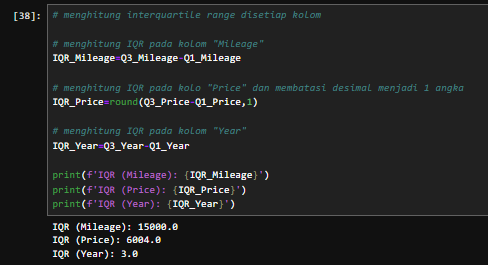 [38]: # menghitung interquartile range disetiap kolom
# menghitung IQR pada kolom "Mileage"
IQR_Mileage=Q3_Mileage-Q1_Mileage
# menghitung IQR pada kolo "Price" dan membatasi desimal menjadi 1 angka
IQR_Price=round(Q3_Price-Q1_Price,1)
# menghitung IQR pada kolom "Year"
IQR_Year=Q3_Year-Q1_Year
print(f'IQR (Mileage): {IQR_Mileage}')
print(f'IQR (Price): {IQR_Price}')
print(f'IQR (Year): {IQR_Year}')
IQR (Mileage): 15000.0
IQR (Price): 6004.0
IQR (Year): 3.0